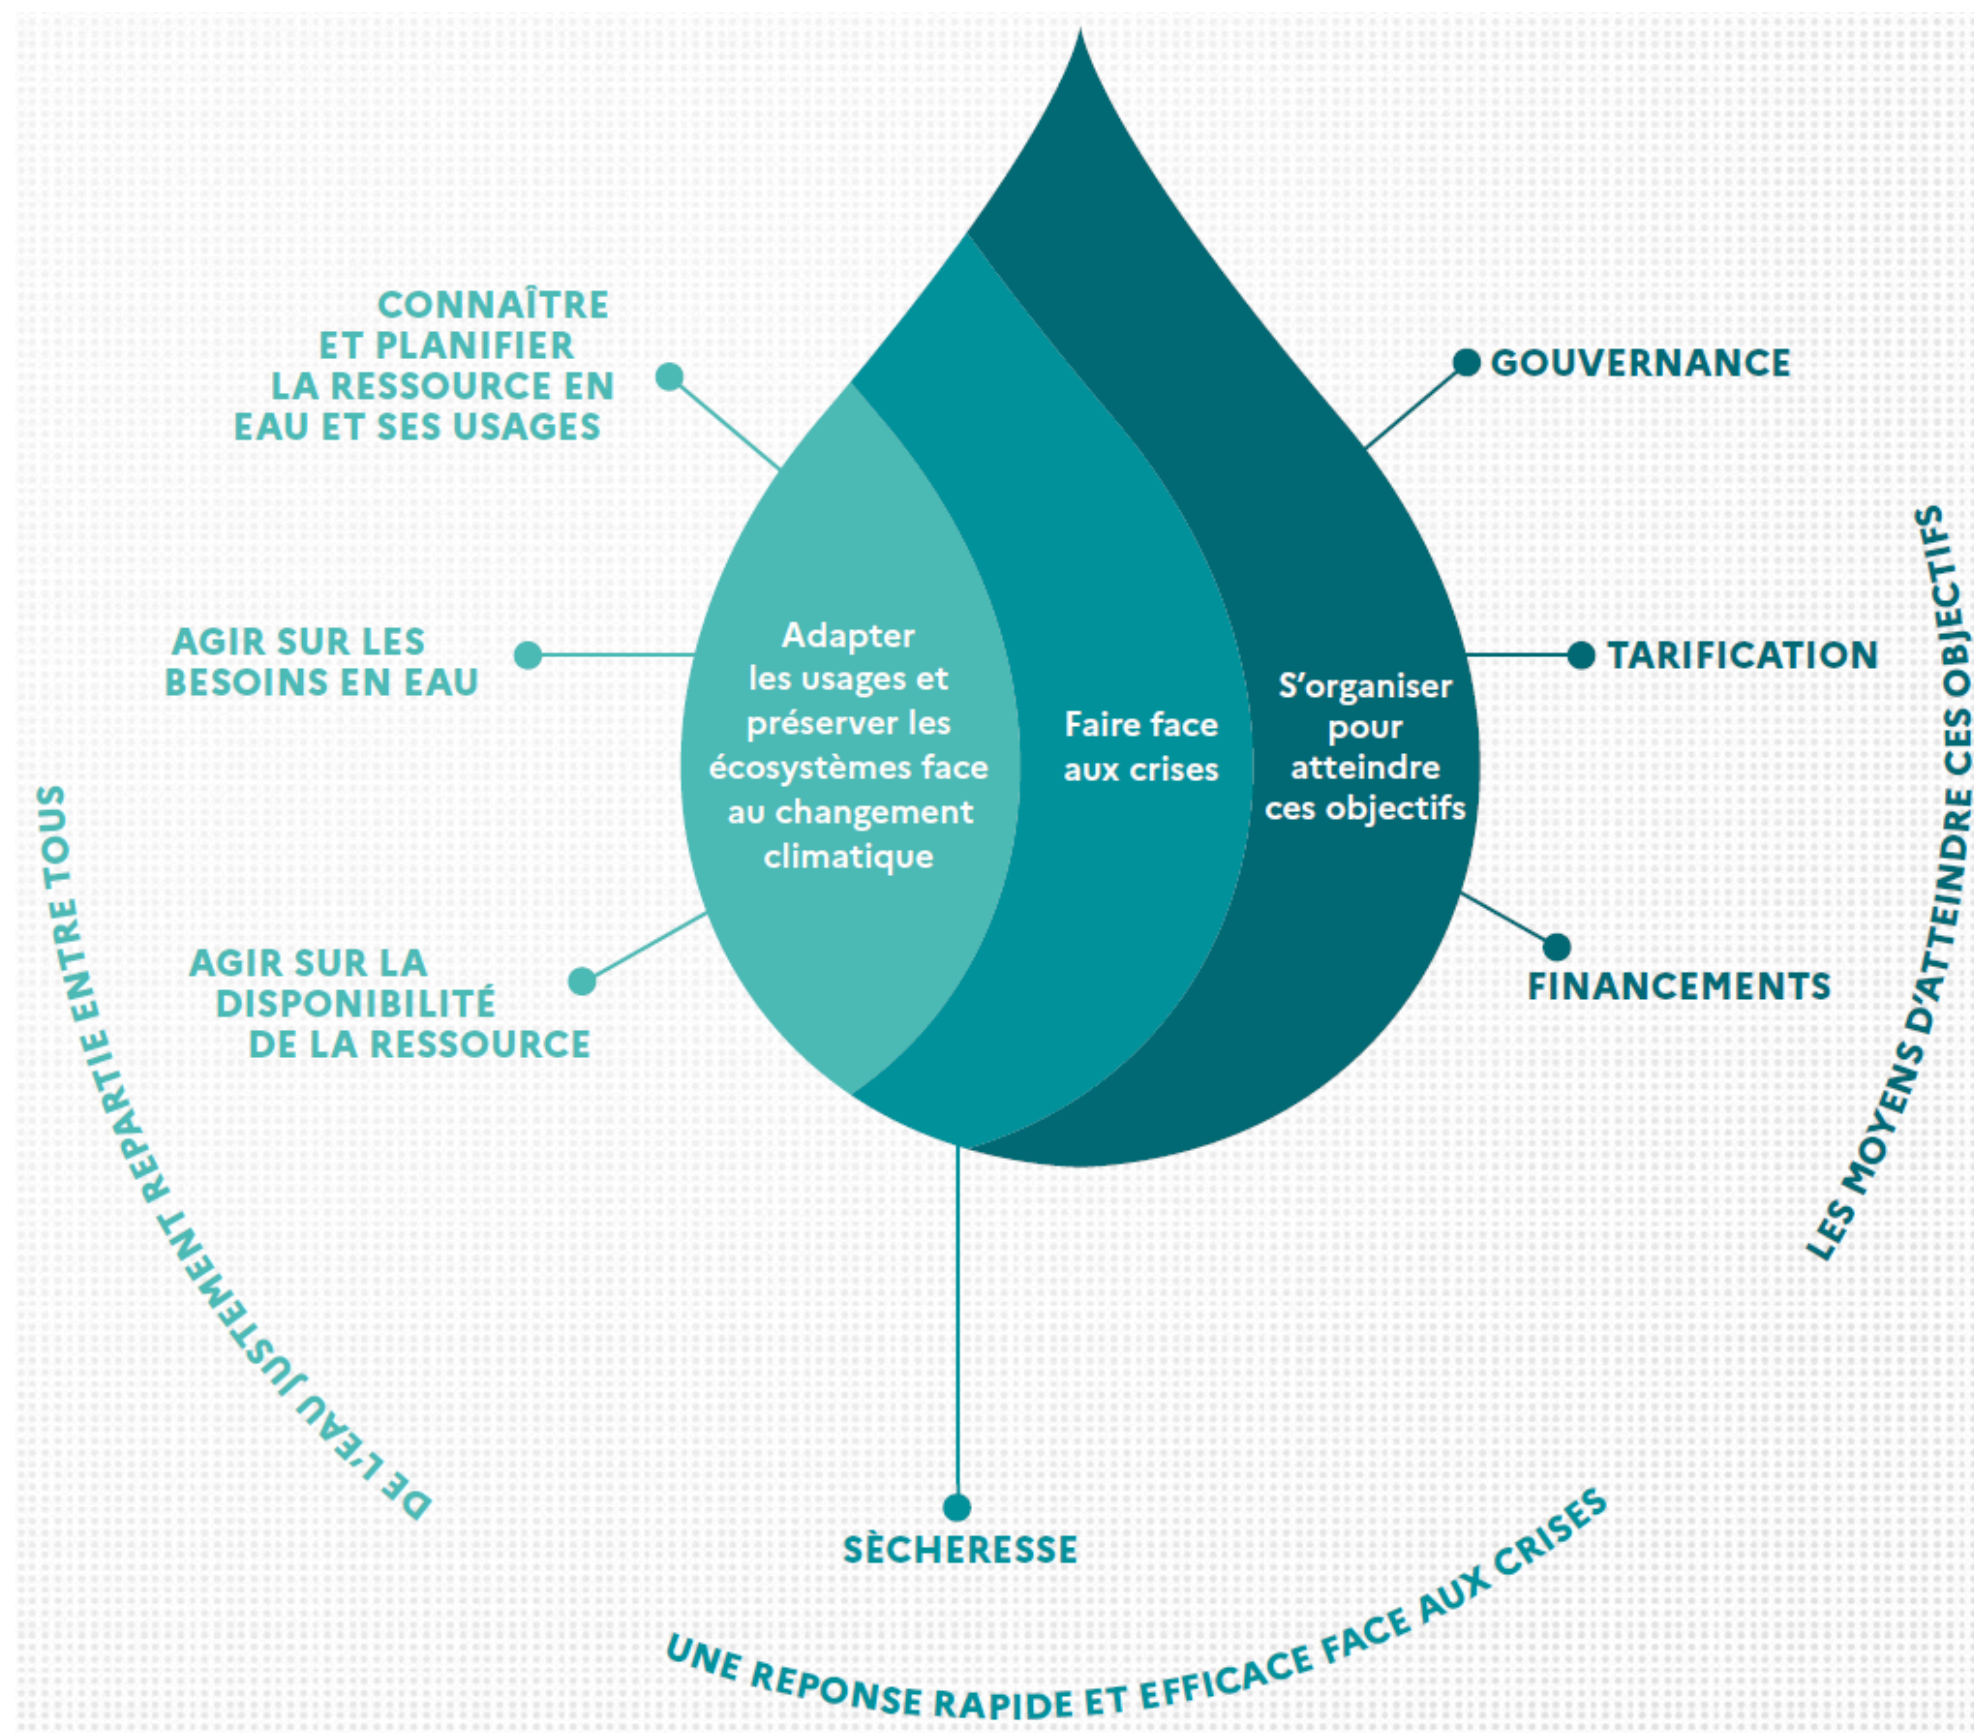 CONNAÎTRE
ET PLANIFIER
LA RESSOURCE EN
EAU ET SES USAGES
AGIR SUR LES
BESOINS EN EAU
AGIR SUR LA
DISPONIBILITÉ
DE LA RESSOURCE
DE L'EAU JUSTEMENT REPARTIE ENTRE TOUS
Adapter
les usages et
préserver les
écosystèmes face
au changement
climatique
Faire face
aux crises
S'organiser
pour
atteindre
ces objectifs
GOUVERNANCE
TARIFICATION
FINANCEMENTS
LES MOYENS D'ATTEINDRE CES OBJECTIFS
SÈCHERESSE
UNE REPONSE RAPIDE ET EFFICACE FACE AUX CRISES